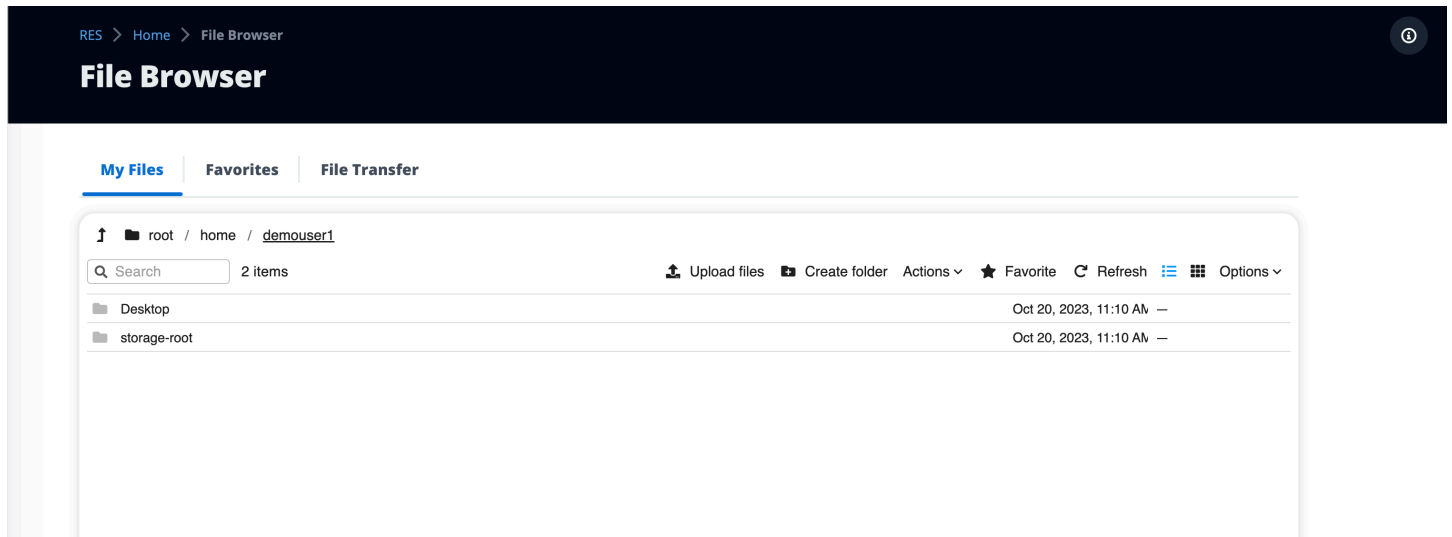 RES > Home > File Browser
File Browser
My Files Favorites File Transfer
root / home / demouser1
Search 2 items Upload files Create folder Actions Favorite Refresh Options
Desktop Oct 20, 2023, 11:10 AM —
storage-root Oct 20, 2023, 11:10 AM —